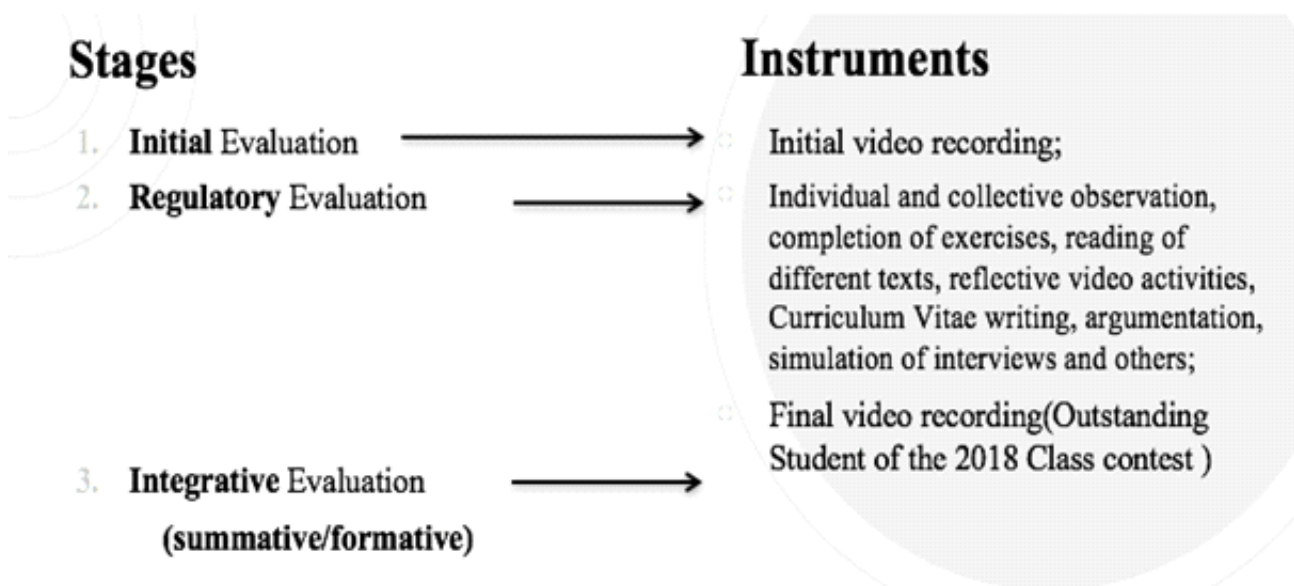 Stages
1. Initial Evaluation
2. Regulatory Evaluation
3. Integrative Evaluation
(summative/formative)
Instruments
Initial video recording;
Individual and collective observation,
completion of exercises, reading of
different texts, reflective video activities,
Curriculum Vitae writing, argumentation,
simulation of interviews and others;
Final video recording(Outstanding
Student of the 2018 Class contest )